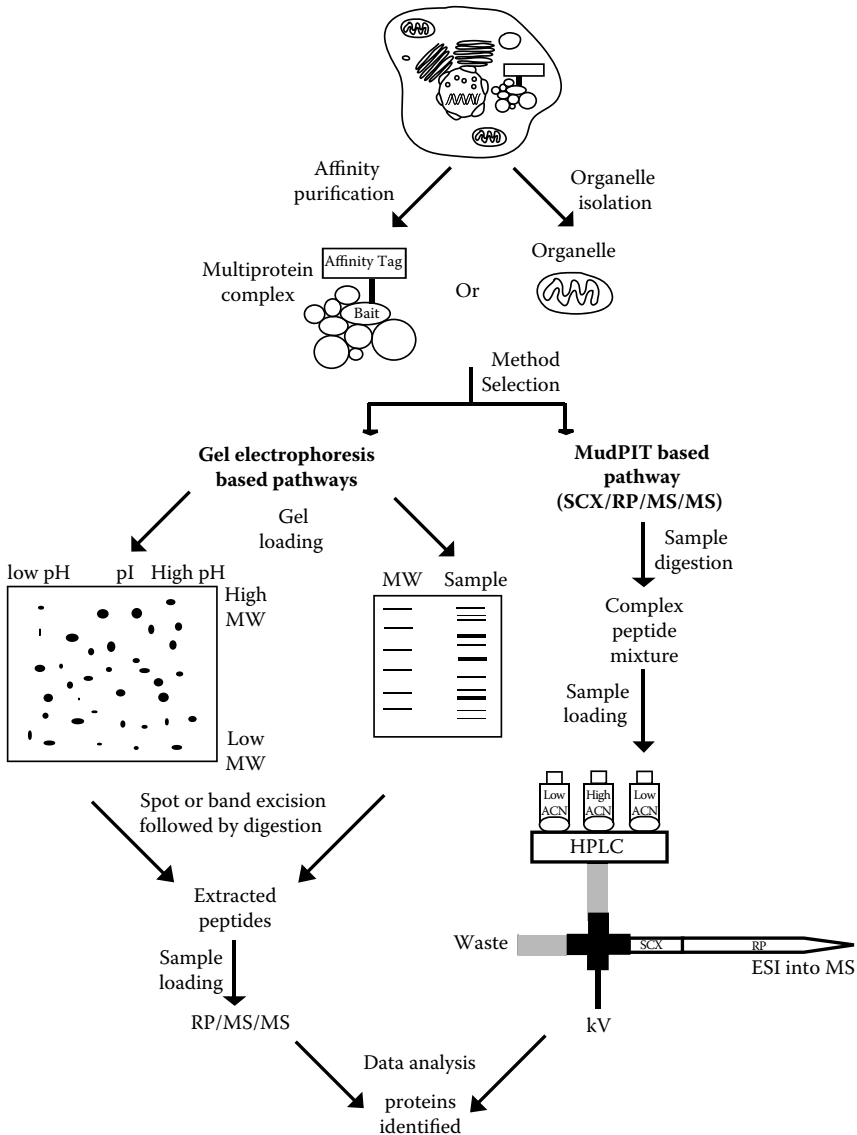 Affinity
purification
Organelle
isolation
Multiprotein
complex
Affinity Tag
Bait
Or
Organelle
Method
Selection
Gel electrophoresis
based pathways
MudPIT based
pathway
(SCX/RP/MS/MS)
Gel
loading
Sample
digestion
low pH pI High pH
High
MW
Low
MW
MW Sample
Complex
peptide
mixture
Sample
loading
Spot or band excision
followed by digestion
Low
ACN
High
ACN
Low
ACN
HPLC
Extracted
peptides
Waste
SCX
RP
ESI into MS
Sample
loading
RP/MS/MS
kV
Data analysis
proteins
identified